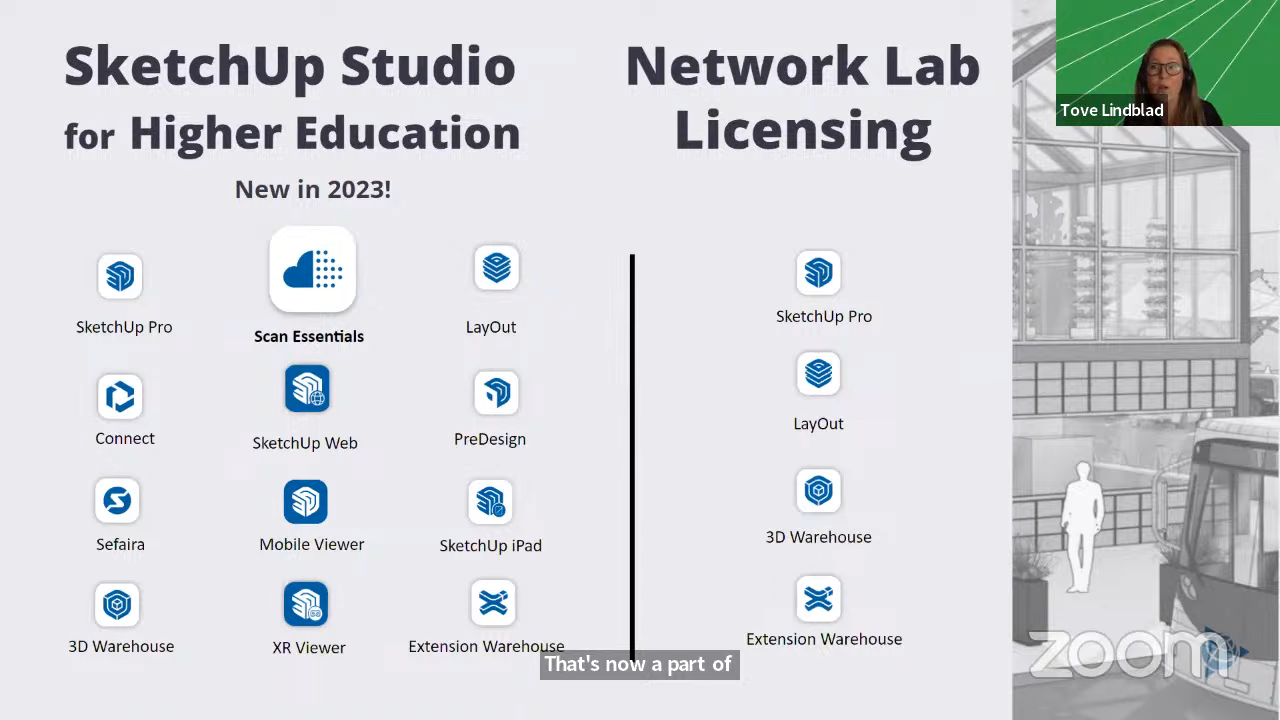 SketchUp Studio
for Higher Education
New in 2023!
SketchUp Pro
Scan Essentials
LayOut
Connect
SketchUp Web
PreDesign
Sefaira
Mobile Viewer
SketchUp iPad
3D Warehouse
XR Viewer
Extension Warehouse
Network Lab
Licensing
SketchUp Pro
LayOut
3D Warehouse
Extension Warehouse
Tove Lindblad
That's now a part of
zoom